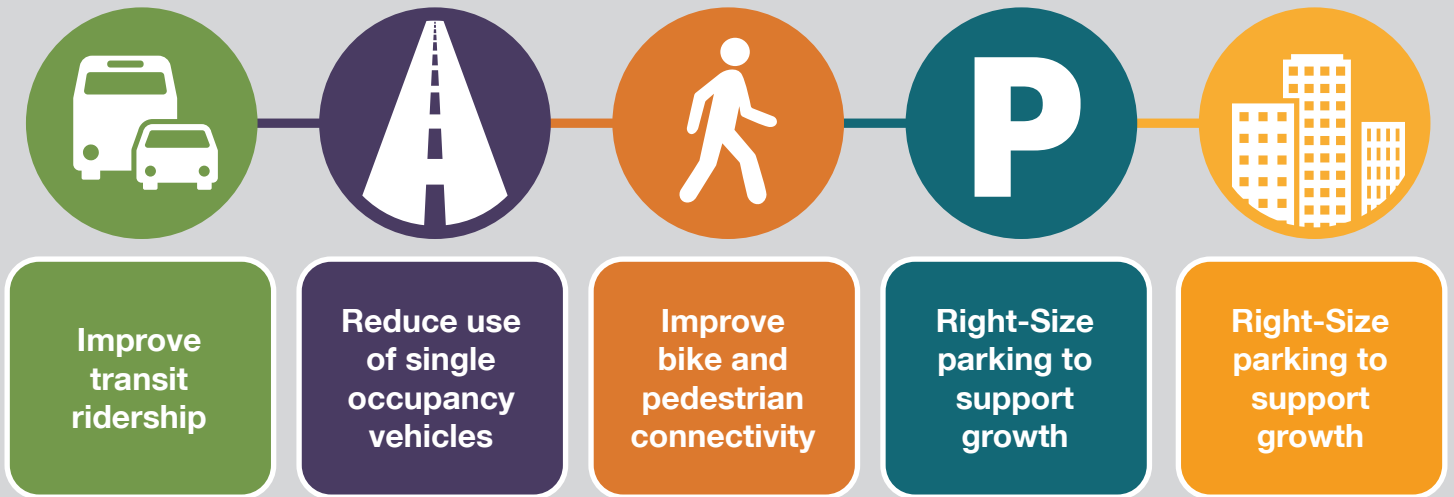 P
Improve
transit
ridership
Reduce use
of single
occupancy
vehicles
Improve
bike and
pedestrian
connectivity
Right-Size
parking to
support
growth
Right-Size
parking to
support
growth